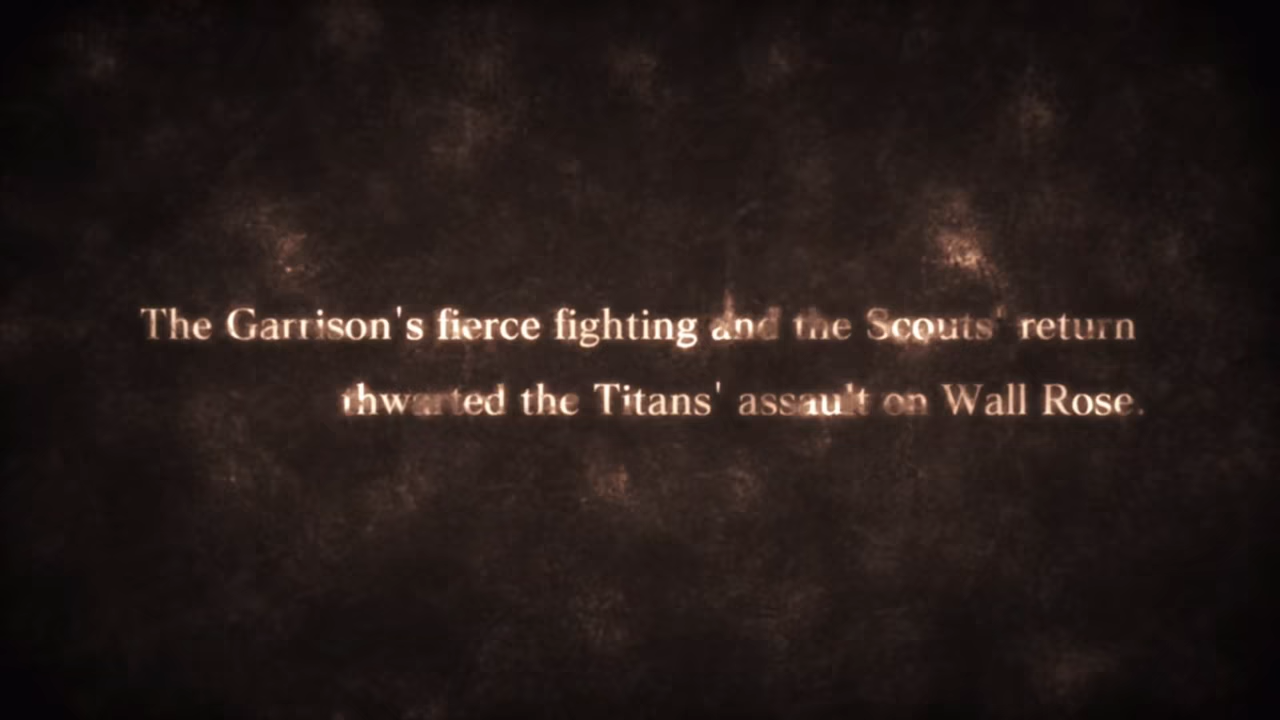 The Garrison's fierce fighting and the Scouts' return
thwarted the Titans' assault on Wall Rose.